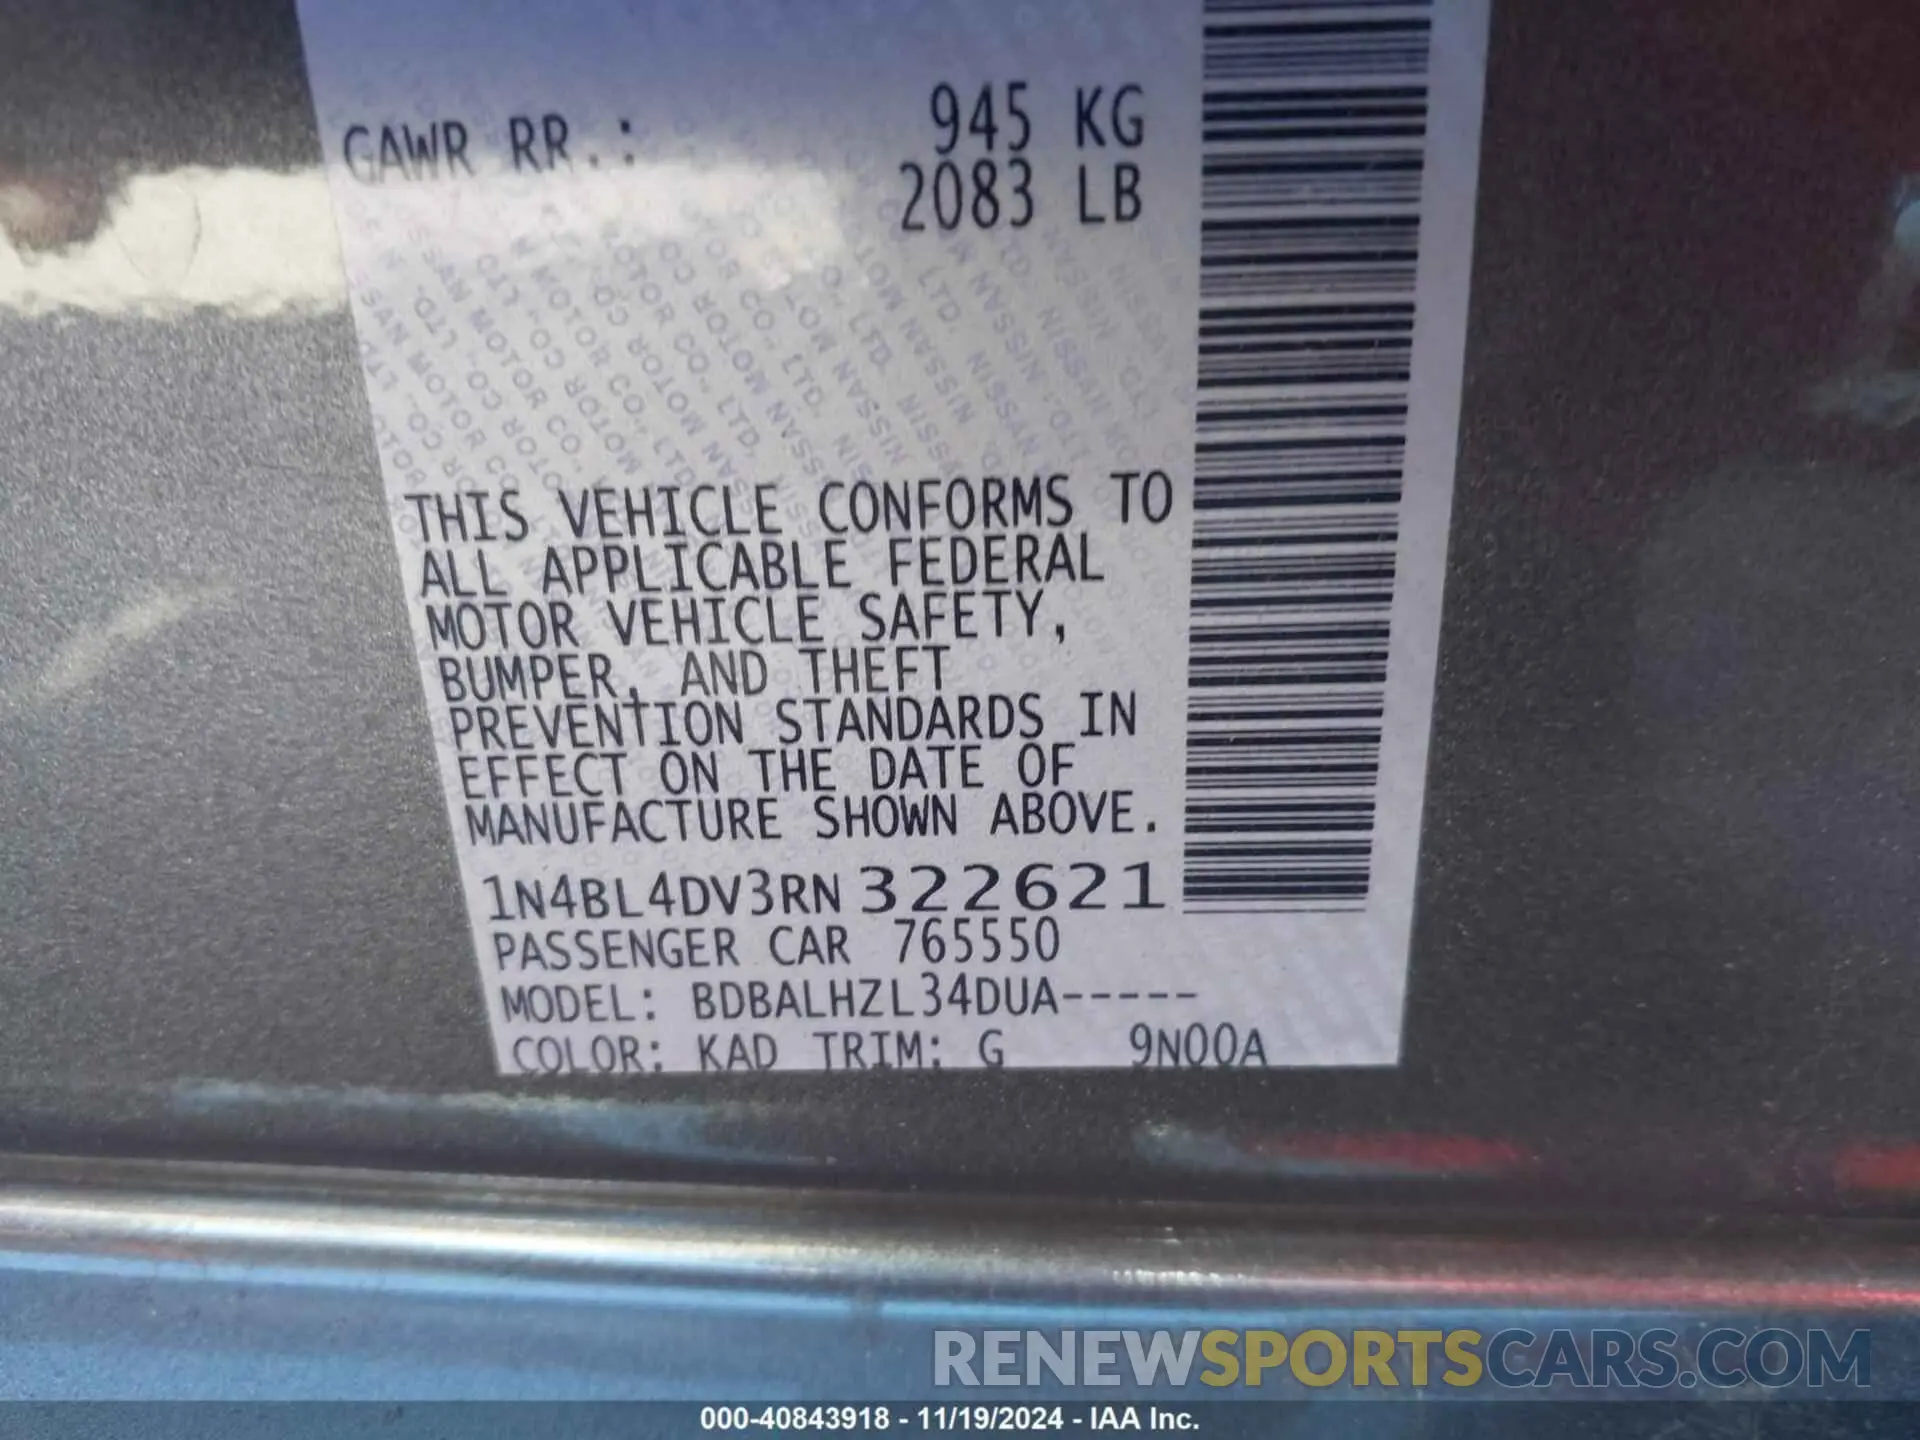 GAWR RR.: 945 KG
2083 LB
THIS VEHICLE CONFORMS TO
ALL APPLICABLE FEDERAL
MOTOR VEHICLE SAFETY,
BUMPER, AND THEFT
PREVENTION STANDARDS IN
EFFECT ON THE DATE OF
MANUFACTURE SHOWN ABOVE.
1N4BL4DV3RN322621
PASSENGER CAR 765550
MODEL: BDBALHZL34DUA-----
COLOR: KAD TRIM: G 9N00A
RENEWSPORTSCARS.COM
000-40843918 - 11/19/2024 - IAA Inc.